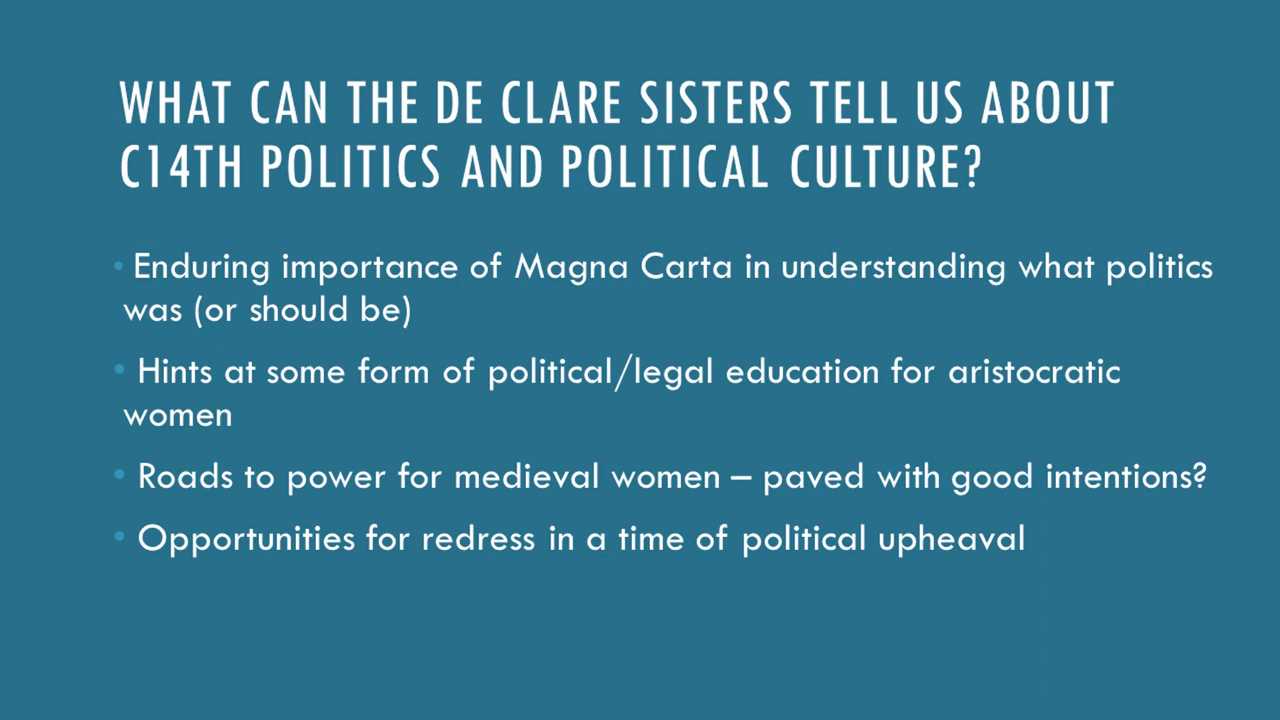 WHAT CAN THE DE CLARE SISTERS TELL US ABOUT
C14TH POLITICS AND POLITICAL CULTURE?
• Enduring importance of Magna Carta in understanding what politics
was (or should be)
• Hints at some form of political/legal education for aristocratic
women
• Roads to power for medieval women – paved with good intentions?
• Opportunities for redress in a time of political upheaval